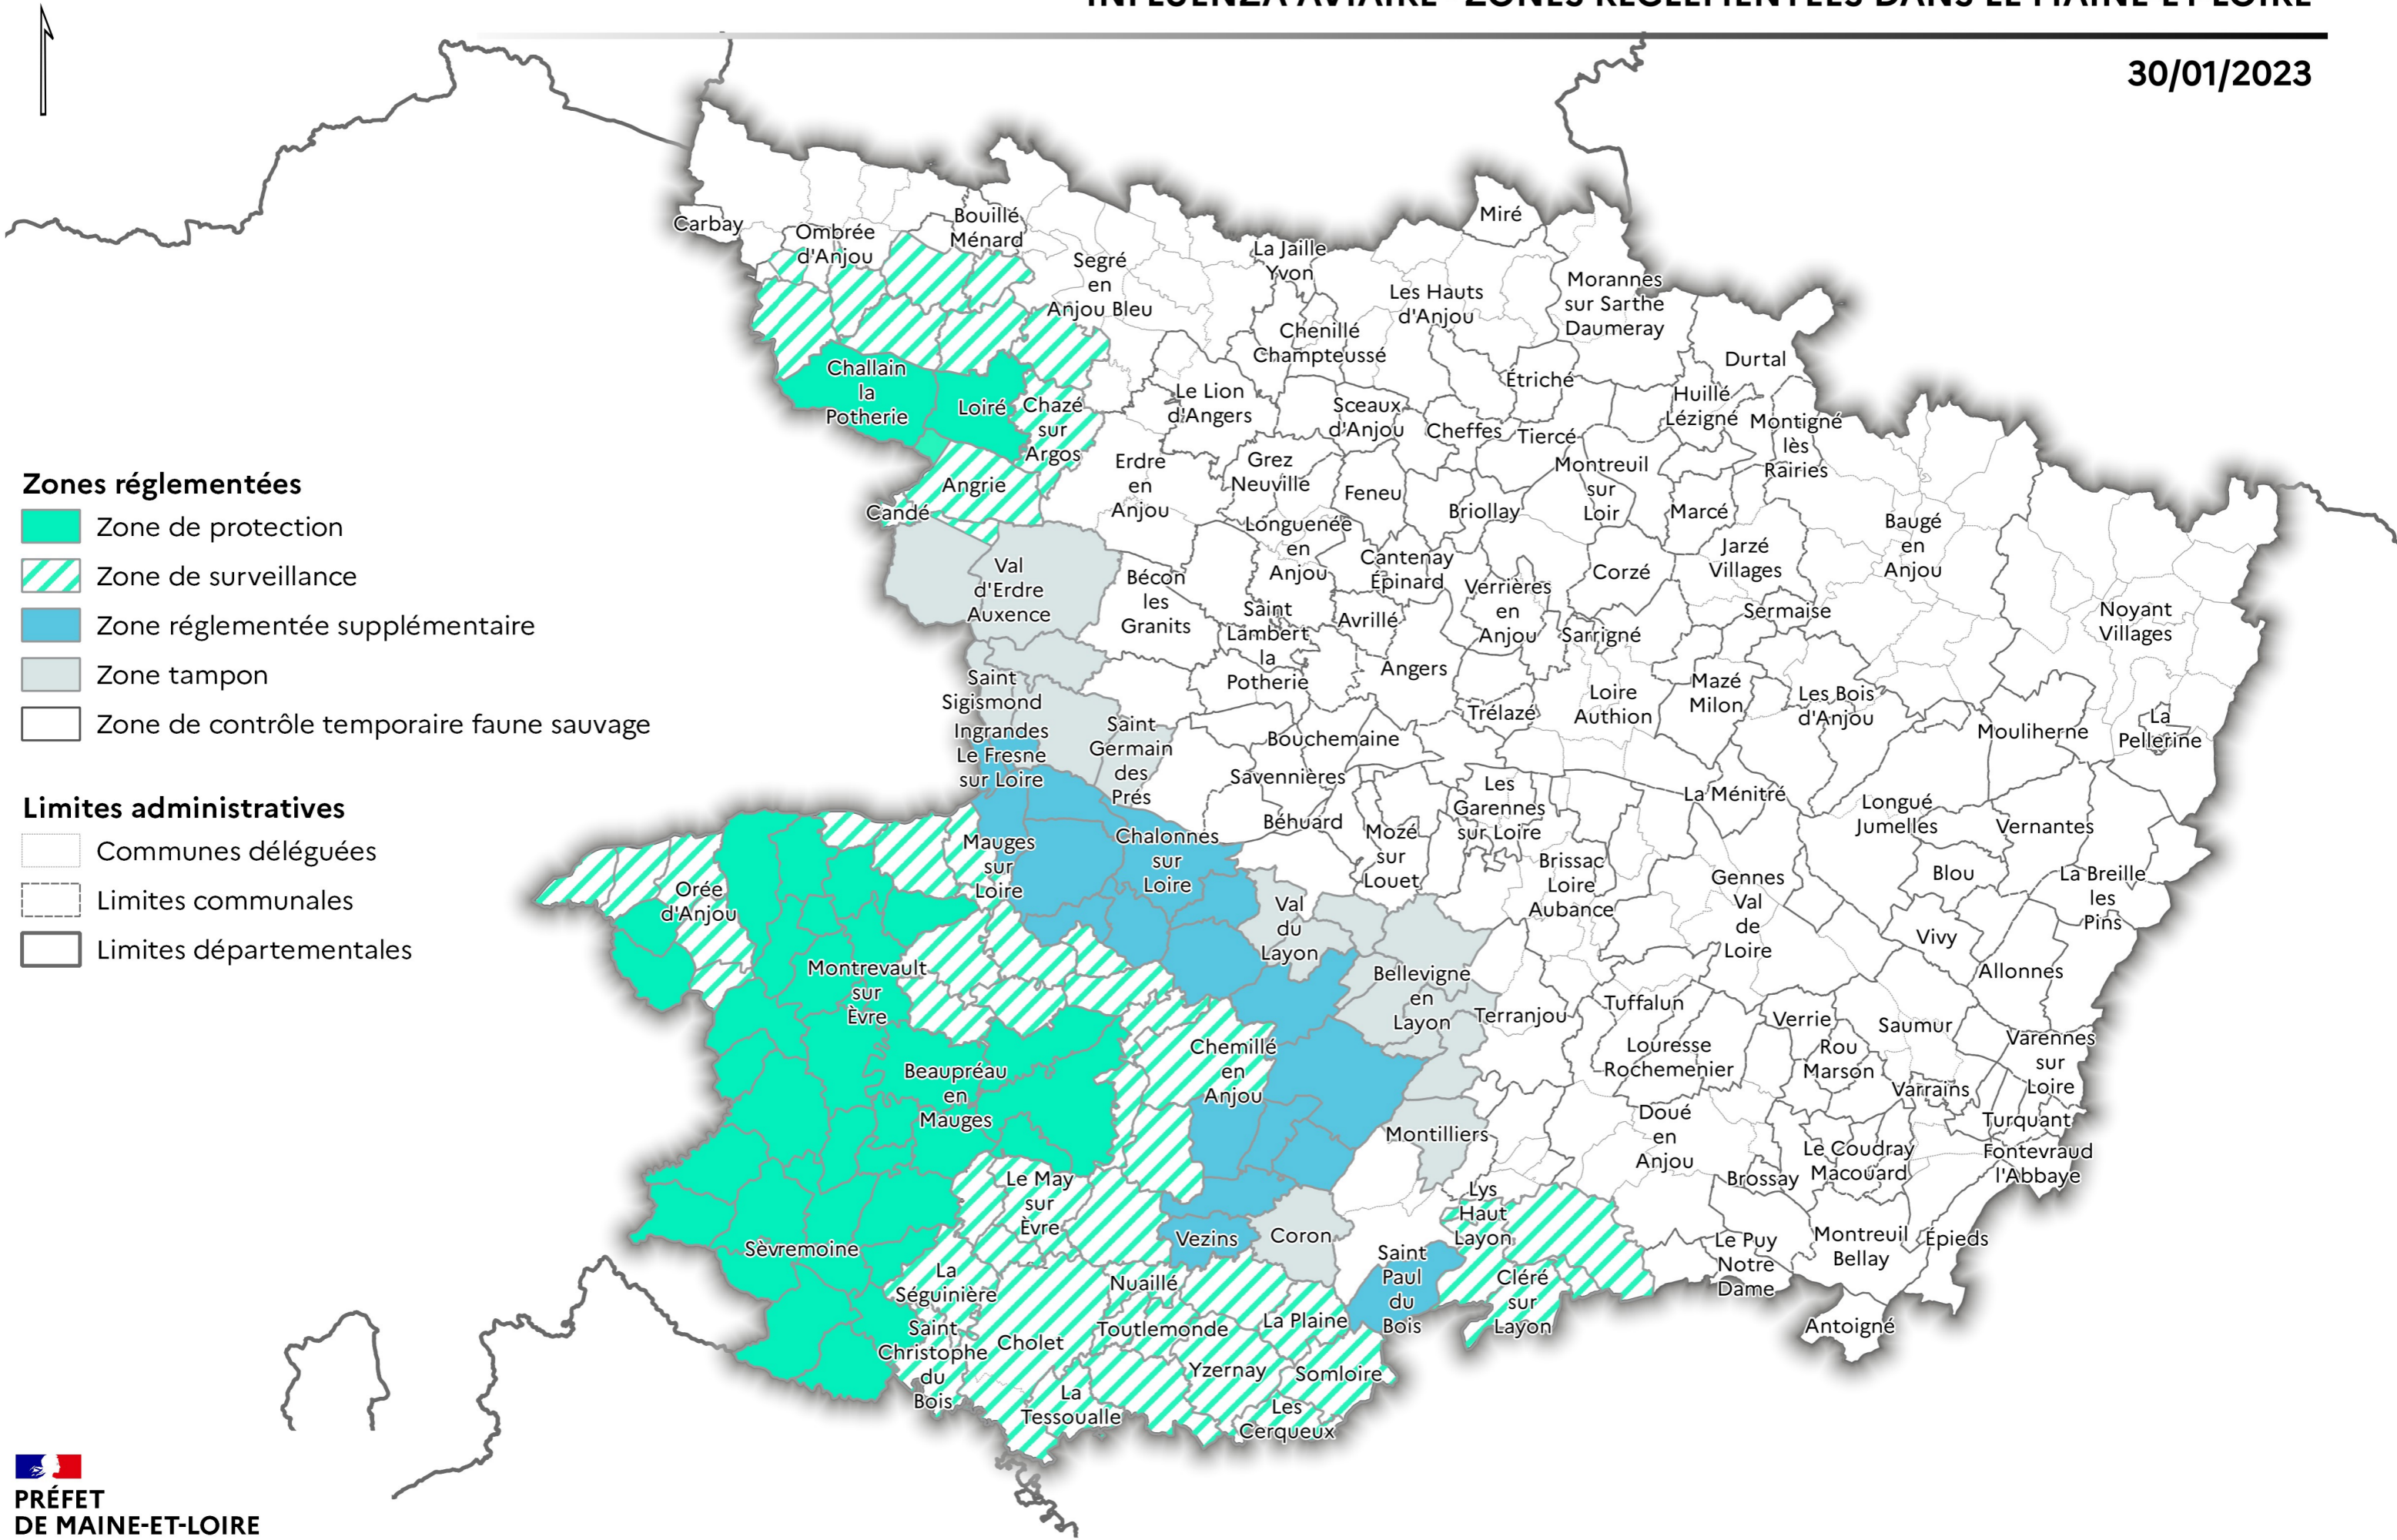 INFLUENZA AVIAIRE - ZONES RÉGLEMENTÉES DANS LE MAINE-ET-LOIRE
30/01/2023
Carbay
Ombrée
d'Anjou
Bouillé
Ménard
Segré
en
Anjou Bleu
La Jaille
Yvon
Miré
Les Hauts
d'Anjou
Morannes
sur Sarthe
Daumeray
Chenillé
Champteussé
Durtal
Étriché
Challain
la
Potherie
Loiré
Chazé
sur
Argos
Le Lion
d'Angers
Sceaux
d'Anjou
Cheffes
Tiercé
Huillé
Lézigné
Montigné
lès
Rairies
Angrie
Candé
Erdre
en
Anjou
Grez
Neuville
Feneu
Briollay
Montreuil
sur
Loir
Marcé
Baugé
en
Anjou
Longuenée
en
Anjou
Cantenay
Épinard
Verrières
en
Anjou
Corzé
Jarzé
Villages
Sermaise
Noyant
Villages
Val
d'Erdre
Auxence
Bécon
les
Granits
Saint
Lambert
la
Potherie
Avrillé
Sarrigné
Angers
Saint
Sigismond
Ingrandes
Le Fresne
sur Loire
Saint
Germain
des
Prés
Bouchemaine
Trélazé
Loire
Authion
Mazé
Milon
Les Bois
d'Anjou
Mouliherne
La
Pellerine
Savennières
Béhuard
Les
Garennes
sur Loire
La Ménitré
Longué
Jumelles
Vernantes
Mauges
sur
Loire
Chalonnes
sur
Loire
Mozé
sur
Louet
Brissac
Loire
Aubance
Gennes
Val
de
Loire
Blou
La Breille
les
Pins
Orée
d'Anjou
Val
du
Layon
Vivy
Allonnes
Montrevault
sur
Èvre
Bellevigne
en
Layon
Terranjou
Tuffalun
Verrie
Saumur
Varennes
sur
Loire
Chemillé
en
Anjou
Louresse
Rochemenier
Rou
Marson
Varrains
Beaupréau
en
Mauges
Turquant
Montilliers
Doué
en
Anjou
Le Coudray
Macouard
Fontevraud
l'Abbaye
Brossay
Le May
sur
Èvre
Lys
Haut
Layon
Vezins
Coron
Sèvremoine
Saint
Paul
du
Bois
Le Puy
Notre
Dame
Montreuil
Bellay
Épieds
La
Séguinière
Nuaillé
Cléré
sur
Layon
Saint
Christophe
du
Bois
Cholet
Toutlemonde
La Plaine
Antoigné
Yzernay
Somloire
La
Tessoualle
Les
Cerqueux
Zones réglementées
Zone de protection
Zone de surveillance
Zone réglementée supplémentaire
Zone tampon
Zone de contrôle temporaire faune sauvage
Limites administratives
Communes déléguées
Limites communales
Limites départementales
PRÉFET
DE MAINE-ET-LOIRE